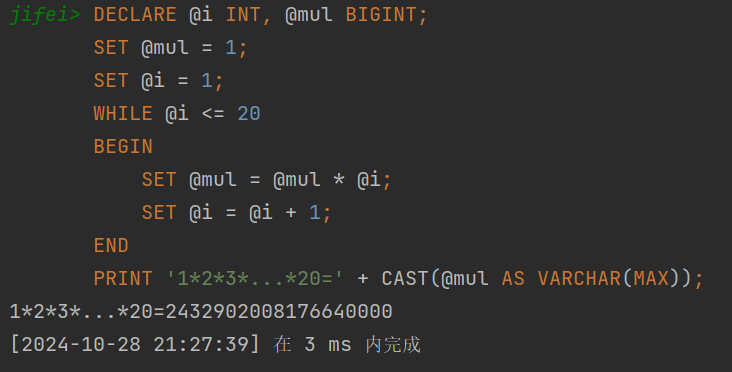 jifei> DECLARE @i INT, @mul BIGINT;
SET @mul = 1;
SET @i = 1;
WHILE @i <= 20
BEGIN
SET @mul = @mul * @i;
SET @i = @i + 1;
END
PRINT '1*2*3*...*20=' + CAST(@mul AS VARCHAR(MAX));
1*2*3*...*20=2432902008176640000
[2024-10-28 21:27:39] 在 3 ms 内完成